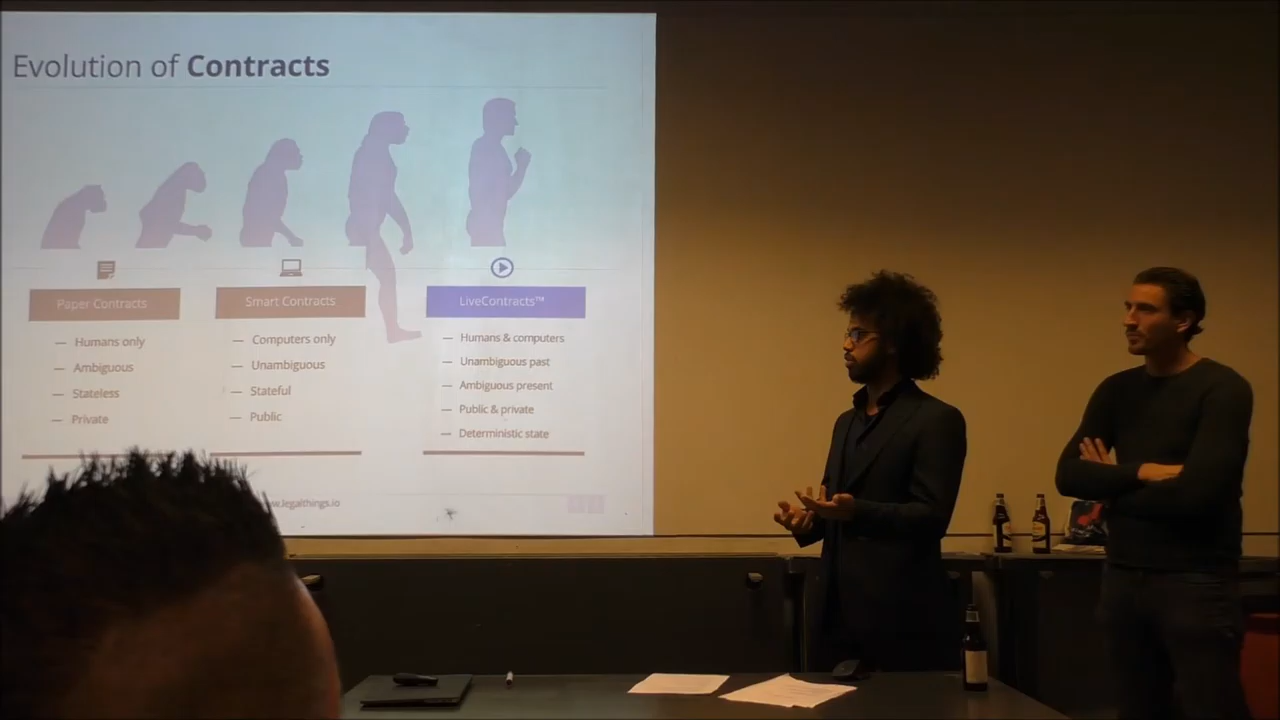 Evolution of Contracts
Paper Contracts
— Humans only
— Ambiguous
— Stateless
— Private
Smart Contracts
— Computers only
— Unambiguous
— Stateful
— Public
LiveContracts™
— Humans & computers
— Unambiguous past
— Ambiguous present
— Public & private
— Deterministic state
w.legalthings.io